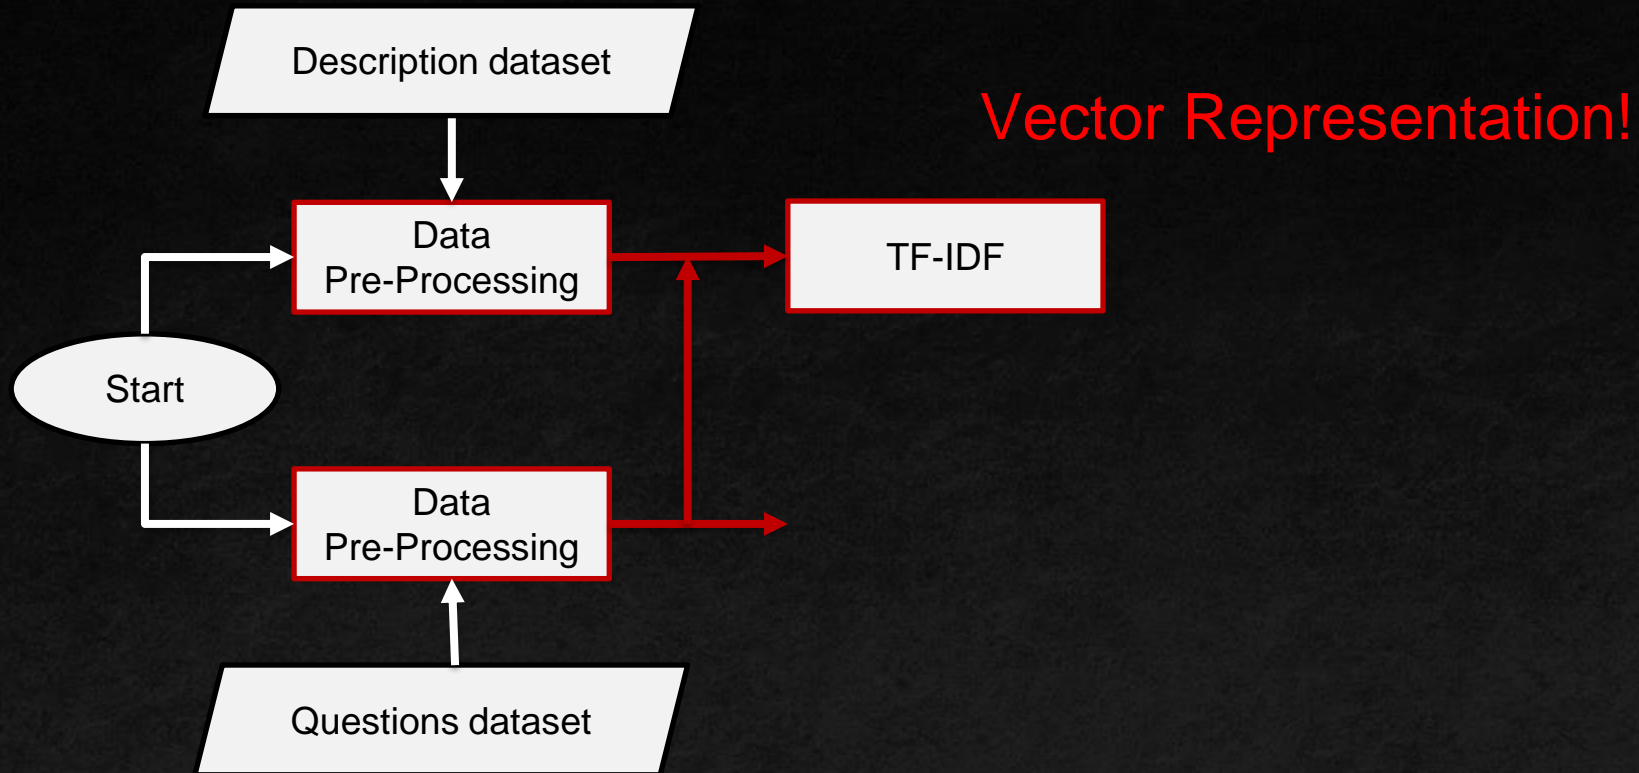 Description dataset
Vector Representation!
Data
Pre-Processing
TF-IDF
Start
Data
Pre-Processing
Questions dataset